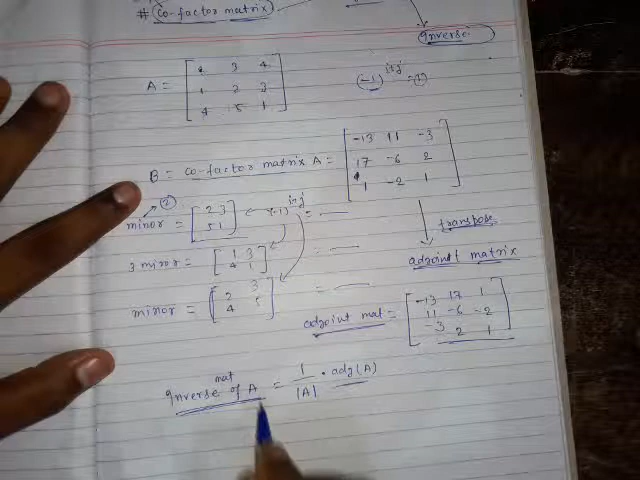 # Co-factor matrix
Inverse
A = [ 3 4
1 2 3
4 5 1 ]
(-1)^i+j
B = co-factor matrix A = [ -13 11 -3
17 -6 2
1 -2 1 ]
minor = [ 2 3
5 1 ] (-1)^i+j = —
transpose
3 minor = [ 1 3
4 1 ] = —
adjoint matrix
minor = [ 2 3
4 5 ] = —
adjoint mat = [ -13 17 1
11 -6 -2
-3 2 1 ]
mat
Inverse of A = 1/|A| · adj(A)